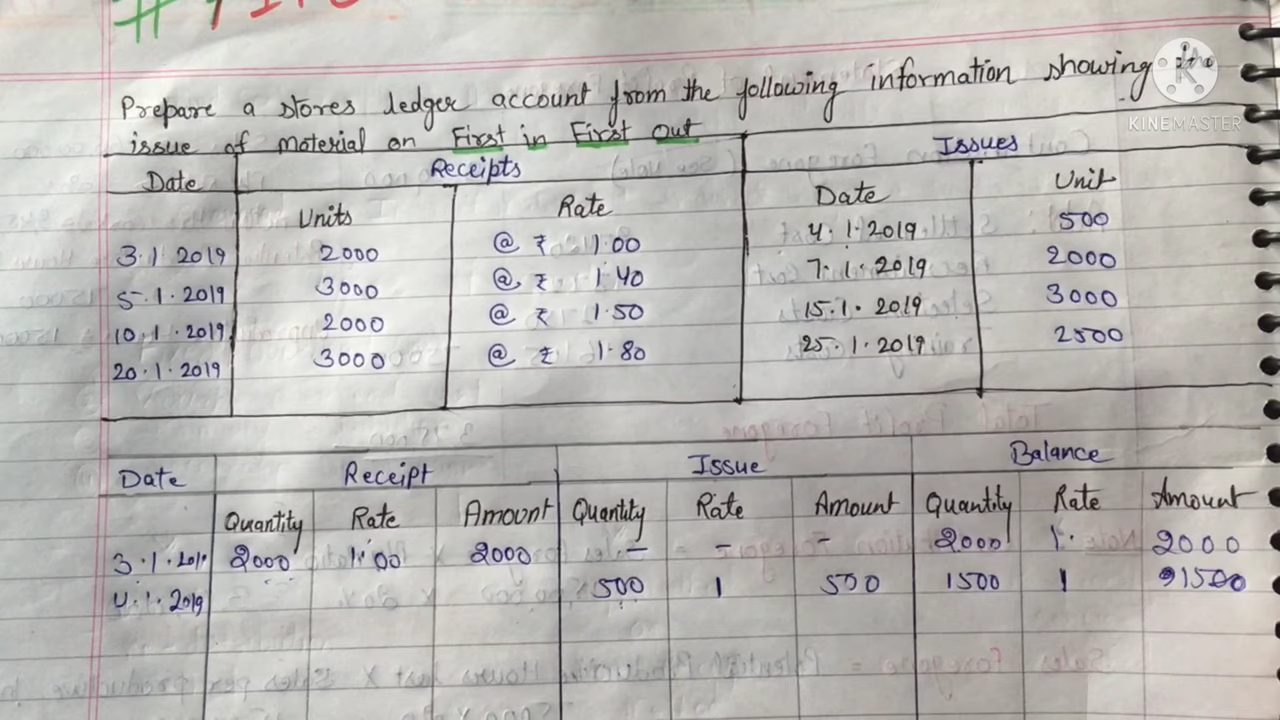 Prepare a stores ledger account from the following information showing the
issue of material on First in First Out
Date Receipts Issues
Units Rate Date Unit
3.1 2019 2000 @ ₹ 1.00 4.1.2019 500
5.1.2019 3000 @ ₹ 1.40 7.1.2019 2000
10.1.2019 2000 @ ₹ 1.50 15.1.2019 3000
20.1.2019 3000 @ ₹ 1.80 25.1.2019 2500
Date Receipt Issue Balance
Quantity Rate Amount Quantity Rate Amount Quantity Rate Amount
3.1.2019 2000 1.00 2000 - - - 2000 1. 2000
4.1.2019 500 1 500 1500 1 1500
KINEMASTER